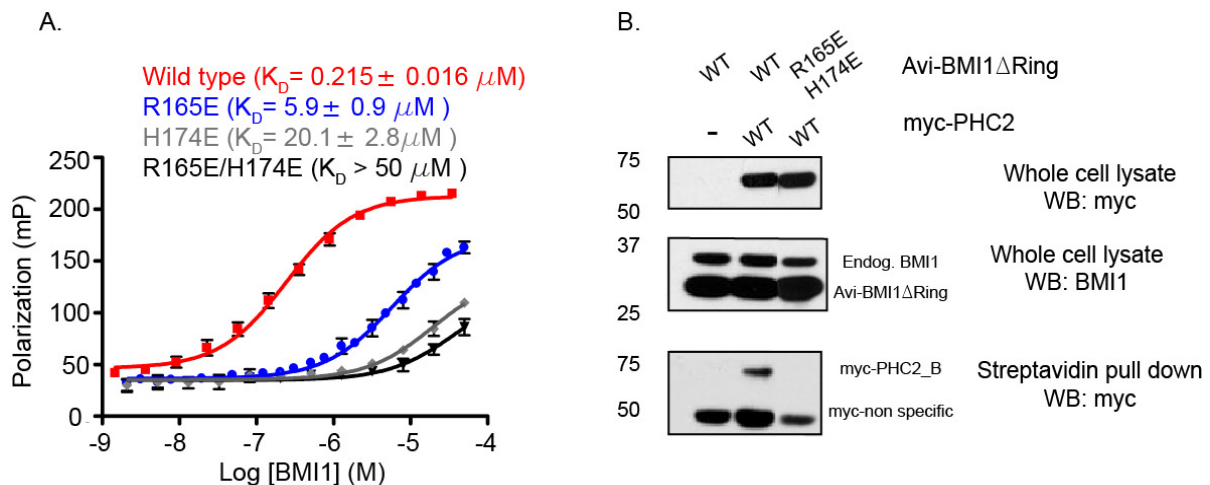 A.
Wild type (KD= 0.215 ± 0.016 μM)
R165E (KD= 5.9 ± 0.9 μM )
H174E (KD= 20.1 ± 2.8μM )
R165E/H174E (KD > 50 μM )
250
200
150
100
50
0
Polarization (mP)
-9 -8 -7 -6 -5 -4
Log [BMI1] (M)
B.
WT WT R165E H174E Avi-BMI1ΔRing
- WT WT myc-PHC2
75
50
Whole cell lysate
WB: myc
37
25
Endog. BMI1
Avi-BMI1ΔRing
Whole cell lysate
WB: BMI1
75
50
myc-PHC2_B
myc-non specific
Streptavidin pull down
WB: myc